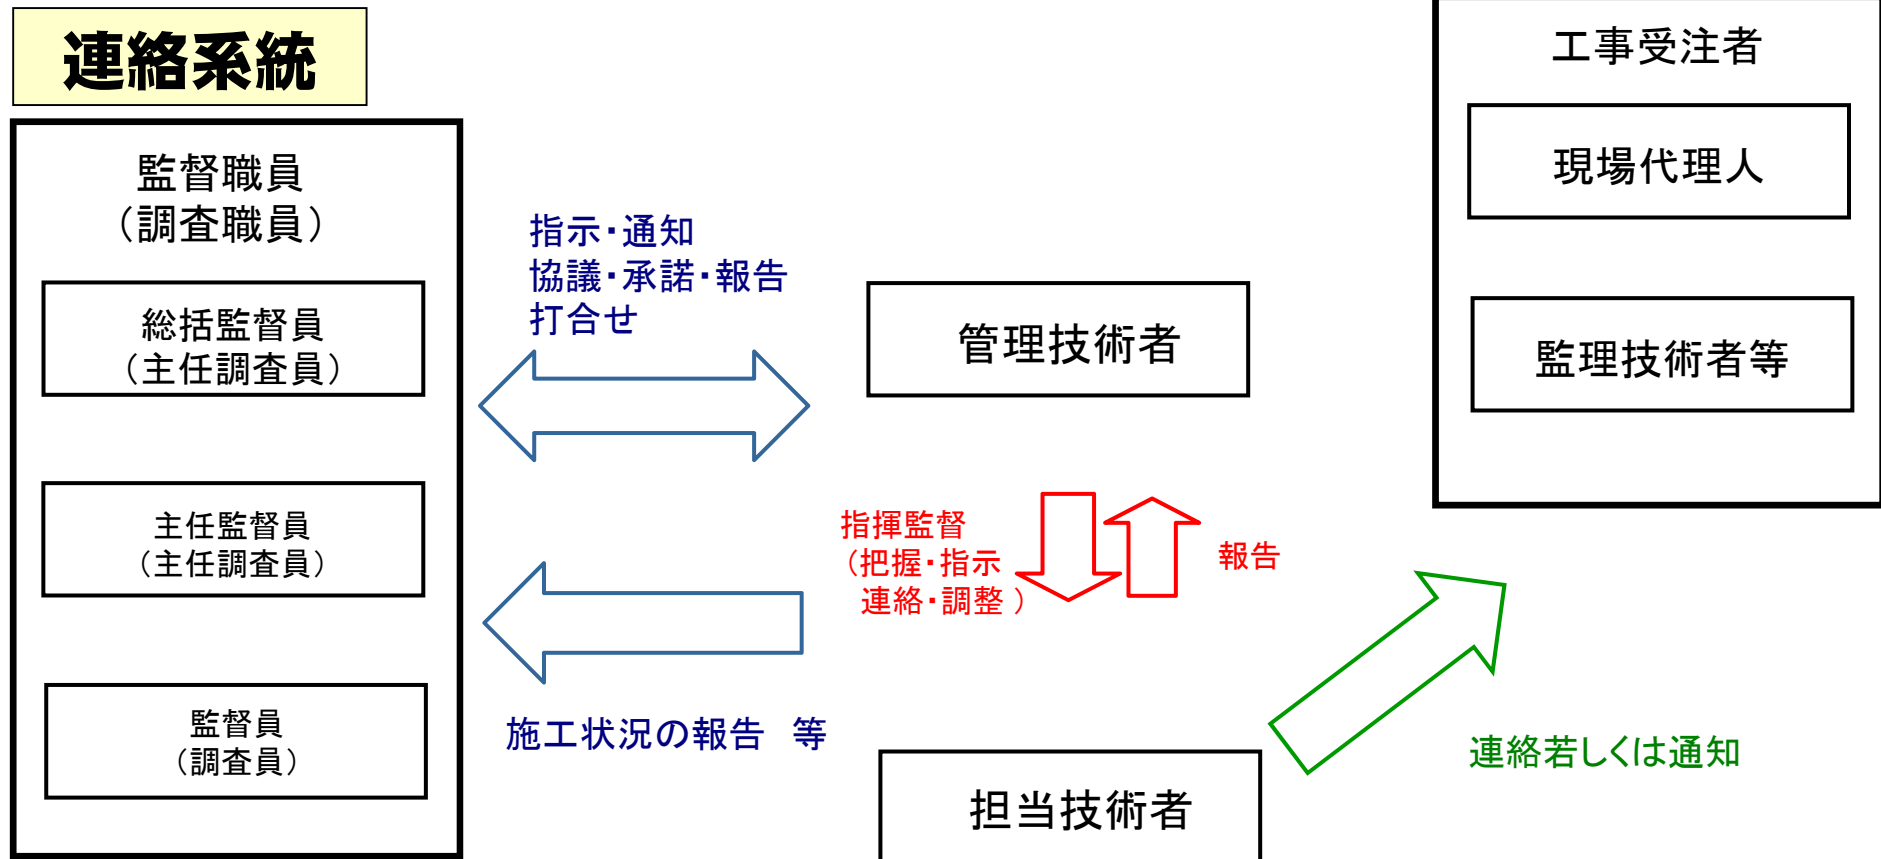 連絡系統
監督職員
（調査職員）
総括監督員
（主任調査員）
主任監督員
（主任調査員）
監督員
（調査員）
指示・通知
協議・承諾・報告
打合せ
施工状況の報告　等
管理技術者
指揮監督
（把握・指示
連絡・調整 ）
報告
担当技術者
工事受注者
現場代理人
監理技術者等
連絡若しくは通知